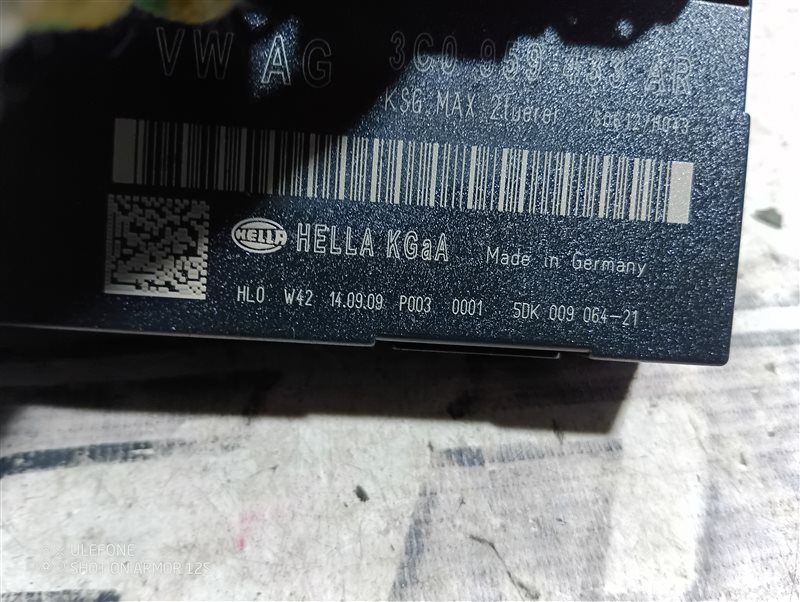 VW AG 3C0 959 433 AR
KSG MAX 2tuerer
HELLA HELLA KGaA Made in Germany
HLO W42 14.09.09 P003 0001 5DK 009 064-21
ULEFONE
SHOT ON ARMOR 12S